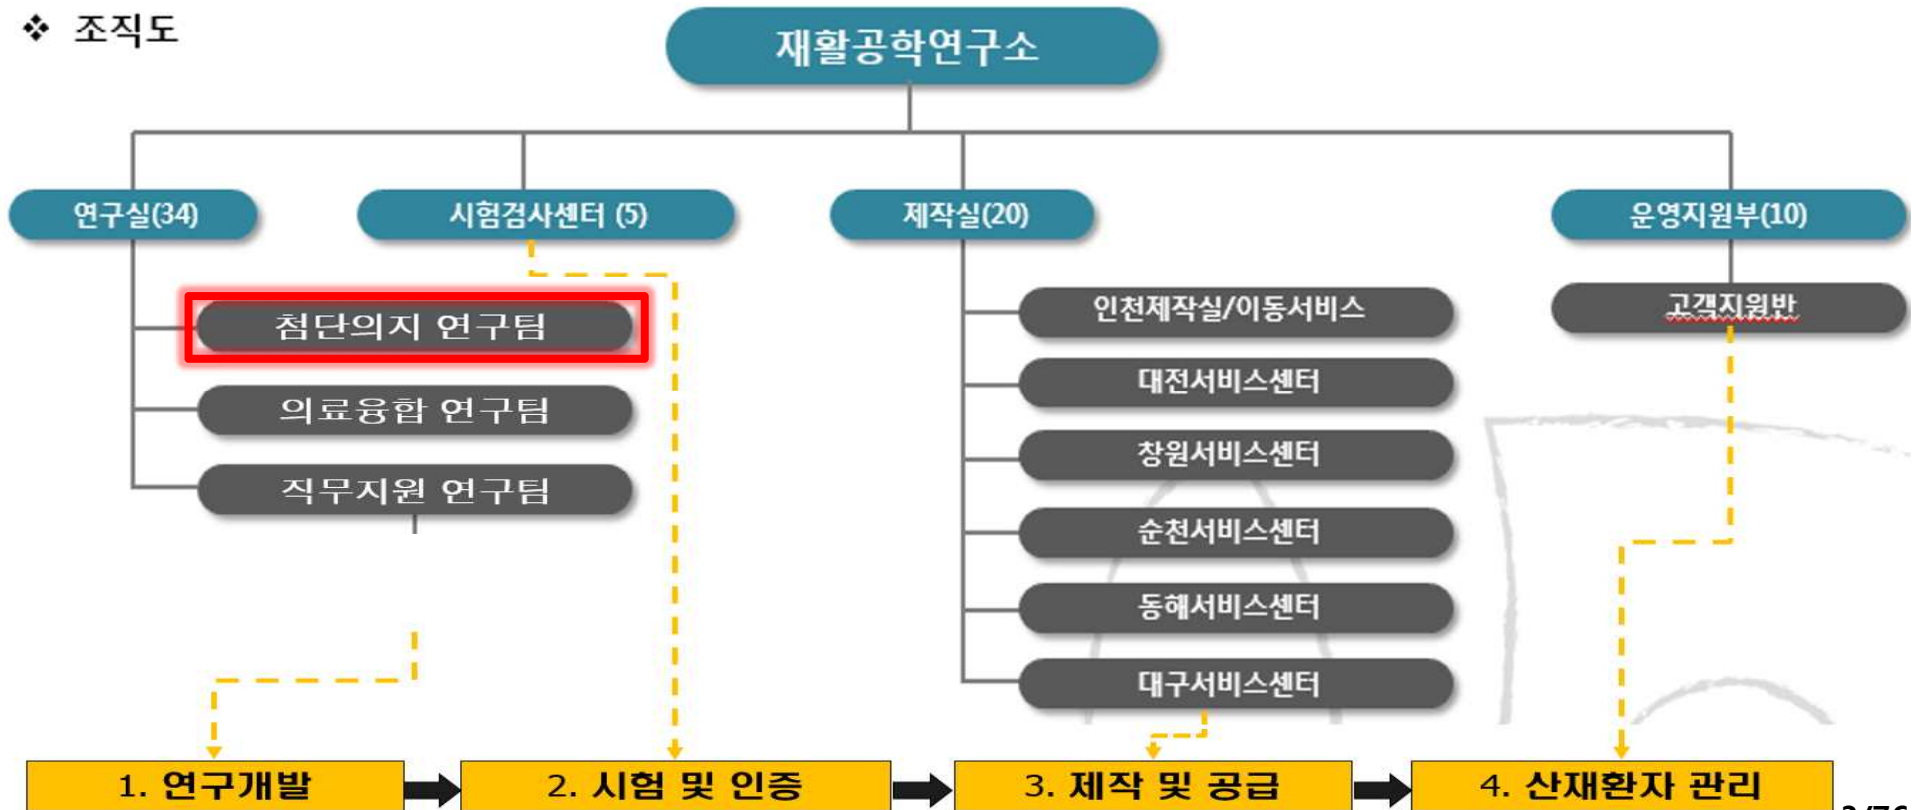 ❖ 조직도
재활공학연구소
연구실(34)
시험검사센터 (5)
제작실(20)
운영지원부(10)
첨단의지 연구팀
의료융합 연구팀
직무지원 연구팀
인천제작실/이동서비스
대전서비스센터
창원서비스센터
순천서비스센터
동해서비스센터
대구서비스센터
고객지원반
1. 연구개발
2. 시험 및 인증
3. 제작 및 공급
4. 산재환자 관리